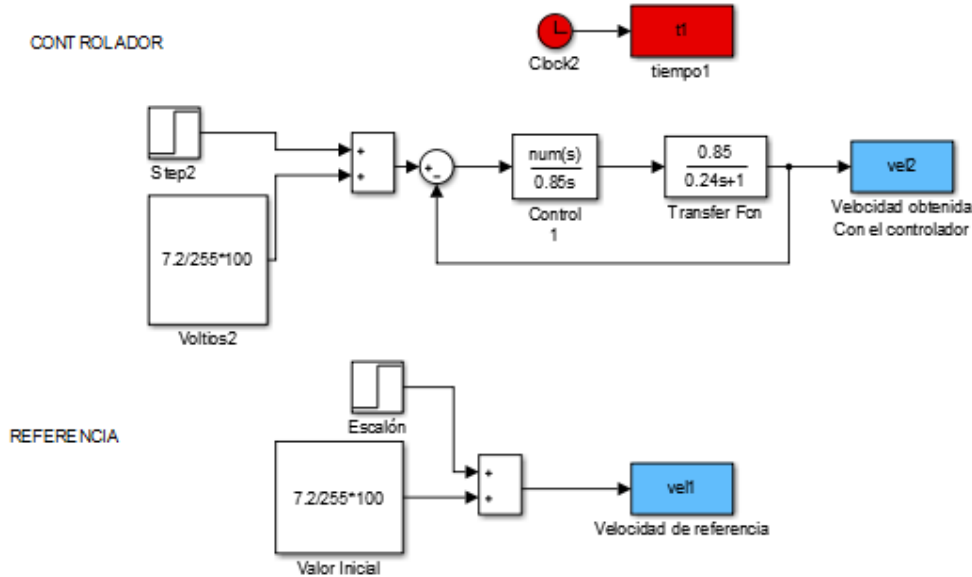 CONTROLADOR
Clock2
t1
tiempo1
Step2
+
+
+
−
num(s)
0.85s
Control
1
0.85
0.24s+1
Transfer Fcn
vel2
Velocidad obtenida
Con el controlador
7.2/255*100
Voltios2
REFERENCIA
Escalón
7.2/255*100
Valor Inicial
+
+
vel1
Velocidad de referencia